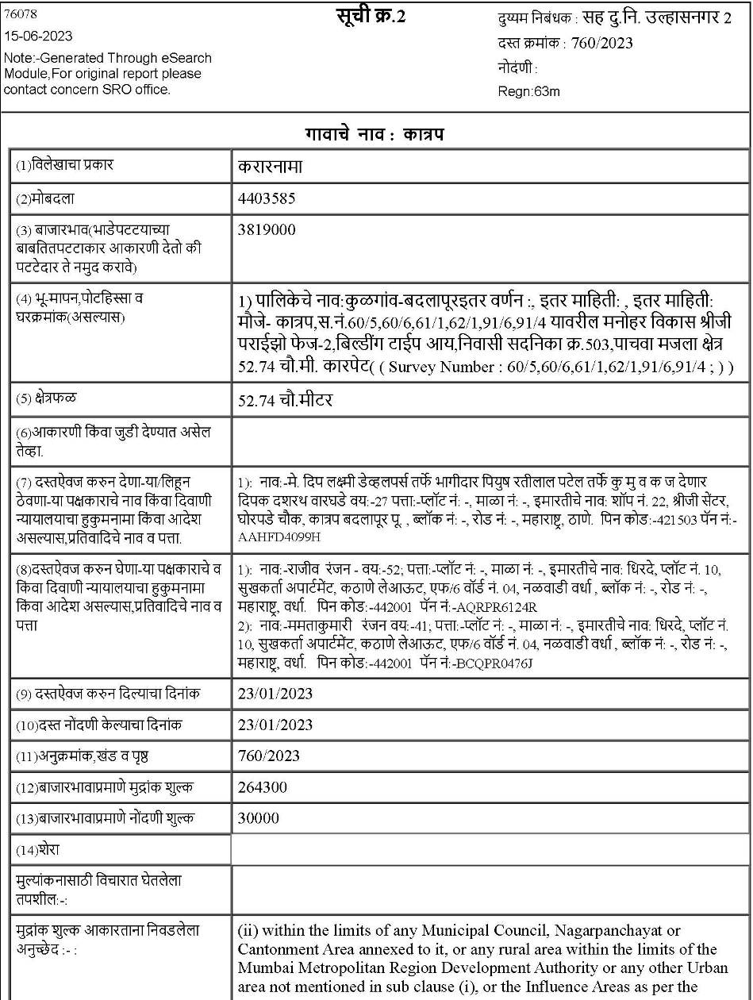 76078
15-06-2023
Note:-Generated Through eSearch
Module,For original report please
contact concern SRO office.
सूची क्र.2
दुय्यम निबंधक : सह दु.नि. उल्हासनगर 2
दस्त क्रमांक : 760/2023
नोदंणी :
Regn:63m
गावाचे नाव : कात्रप
(1)विलेखाचा प्रकार
करारनामा
(2)मोबदला
4403585
(3) बाजारभाव(भाडेपटटयाच्या
बाबतितपटटाकार आकारणी देतो की
पटटेदार ते नमुद करावे)
3819000
(4) भू-मापन,पोटहिस्सा व
घरक्रमांक(असल्यास)
1) पालिकेचे नाव:कुळगांव-बदलापूरइतर वर्णन :, इतर माहिती: , इतर माहिती:
मौजे- कात्रप,स.नं.60/5,60/6,61/1,62/1,91/6,91/4 यावरील मनोहर विकास श्रीजी
पराईझो फेज-2,बिल्डींग टाईप आय,निवासी सदनिका क्र.503,पाचवा मजला क्षेत्र
52.74 चौ.मी. कारपेट( ( Survey Number : 60/5,60/6,61/1,62/1,91/6,91/4 ; ) )
(5) क्षेत्रफळ
52.74 चौ.मीटर
(6)आकारणी किंवा जुडी देण्यात असेल
तेव्हा.
(7) दस्तऐवज करुन देणा-या/लिहून
ठेवणा-या पक्षकाराचे नाव किंवा दिवाणी
न्यायालयाचा हुकुमनामा किंवा आदेश
असल्यास,प्रतिवादिचे नाव व पत्ता.
1): नाव:-मे. दिप लक्ष्मी डेव्हलपर्स तर्फे भागीदार पियुष रतीलाल पटेल तर्फे कु मु व क ज देणार
दिपक दशरथ वारघडे वय:-27 पत्ता:-प्लॉट नं: -, माळा नं: -, इमारतीचे नाव: शॉप नं. 22, श्रीजी सेंटर,
घोरपडे चौक, कात्रप बदलापूर पू. , ब्लॉक नं: -, रोड नं: -, महाराष्ट्र, ठाणे. पिन कोड:-421503 पॅन नं:-
AAHFD4099H
(8)दस्तऐवज करुन घेणा-या पक्षकाराचे व
किंवा दिवाणी न्यायालयाचा हुकुमनामा
किंवा आदेश असल्यास,प्रतिवादिचे नाव व
पत्ता
1): नाव:-राजीव रंजन - वय:-52; पत्ता:-प्लॉट नं: -, माळा नं: -, इमारतीचे नाव: धिरदे, प्लॉट नं. 10,
सुखकर्ता अपार्टमेंट, कठाणे लेआऊट, एफ/6 वॉर्ड नं. 04, नळवाडी वर्धा , ब्लॉक नं: -, रोड नं: -,
महाराष्ट्र, वर्धा. पिन कोड:-442001 पॅन नं:-AQRPR6124R
2): नाव:-ममताकुमारी रंजन वय:-41; पत्ता:-प्लॉट नं: -, माळा नं: -, इमारतीचे नाव: धिरदे, प्लॉट नं.
10, सुखकर्ता अपार्टमेंट, कठाणे लेआऊट, एफ/6 वॉर्ड नं. 04, नळवाडी वर्धा , ब्लॉक नं: -, रोड नं: -,
महाराष्ट्र, वर्धा. पिन कोड:-442001 पॅन नं:-BCQPR0476J
(9) दस्तऐवज करुन दिल्याचा दिनांक
23/01/2023
(10)दस्त नोंदणी केल्याचा दिनांक
23/01/2023
(11)अनुक्रमांक,खंड व पृष्ठ
760/2023
(12)बाजारभावाप्रमाणे मुद्रांक शुल्क
264300
(13)बाजारभावाप्रमाणे नोंदणी शुल्क
30000
(14)शेरा
मुल्यांकनासाठी विचारात घेतलेला
तपशील:-:
मुद्रांक शुल्क आकारताना निवडलेला
अनुच्छेद :- :
(ii) within the limits of any Municipal Council, Nagarpanchayat or
Cantonment Area annexed to it, or any rural area within the limits of the
Mumbai Metropolitan Region Development Authority or any other Urban
area not mentioned in sub clause (i), or the Influence Areas as per the